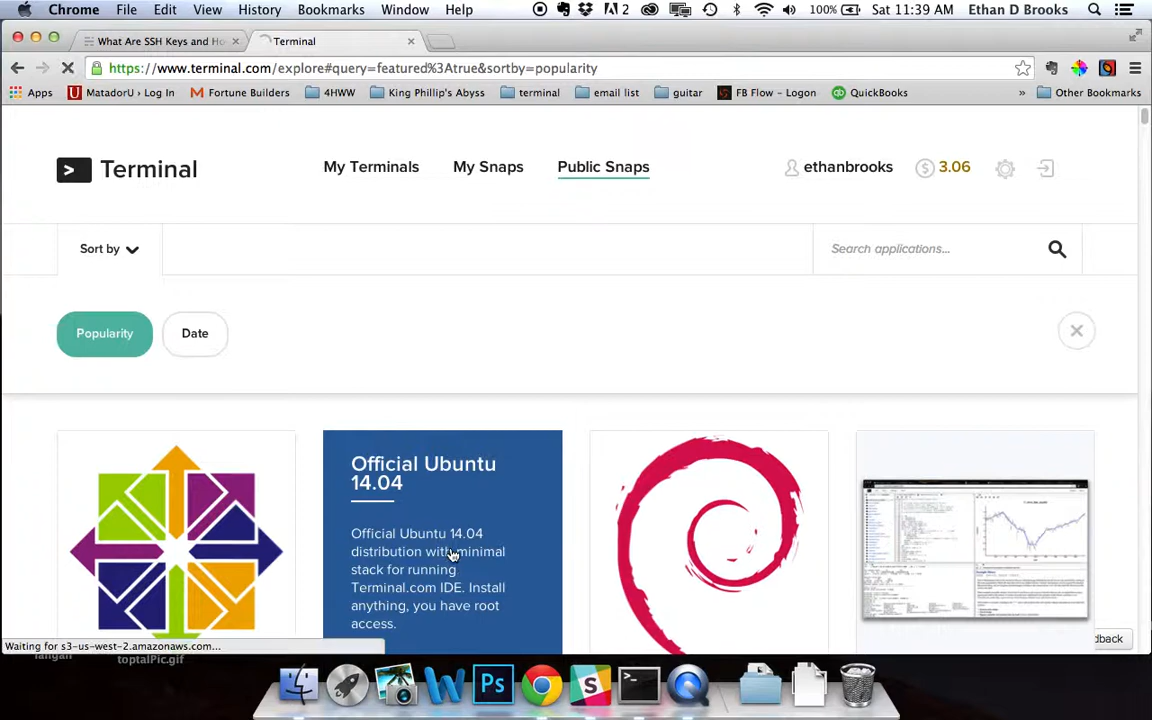 Chrome File Edit View History Bookmarks Window Help 2 100% Sat 11:39 AM Ethan D Brooks
What Are SSH Keys and Ho Terminal
https://www.terminal.com/explore#query=featured%3Atrue&sortby=popularity
Apps MatadorU › Log In Fortune Builders 4HWW King Phillip's Abyss terminal email list guitar FB Flow - Logon QuickBooks » Other Bookmarks
> Terminal My Terminals My Snaps Public Snaps ethanbrooks $ 3.06
Sort by Search applications...
Popularity Date
Official Ubuntu
14.04
Official Ubuntu 14.04
distribution with minimal
stack for running
Terminal.com IDE. Install
anything, you have root
access.
Waiting for s3-us-west-2.amazonaws.com...
dback
toptalPic.gif
Ps